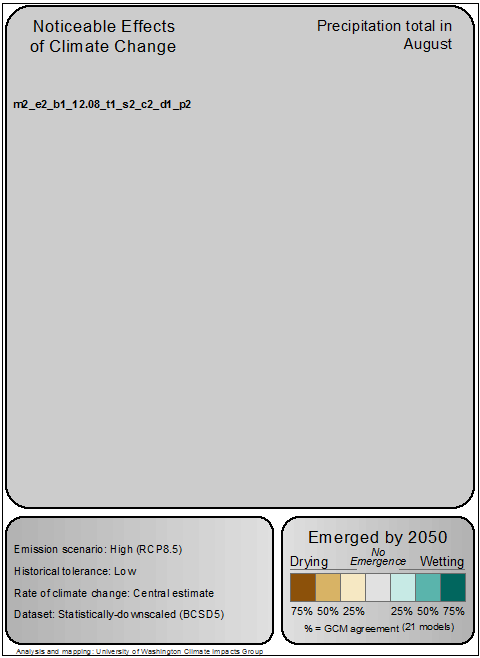 Noticeable Effects
of Climate Change
Precipitation total in
August
m2_e2_b1_12.08_t1_s2_c2_d1_p2
Emission scenario: High (RCP8.5)
Historical tolerance: Low
Rate of climate change: Central estimate
Dataset: Statistically-downscaled (BCSD5)
Emerged by 2050
Drying No Emergence Wetting
75% 50% 25% 25% 50% 75%
% = GCM agreement (21 models)
Analysis and mapping: University of Washington Climate Impacts Group